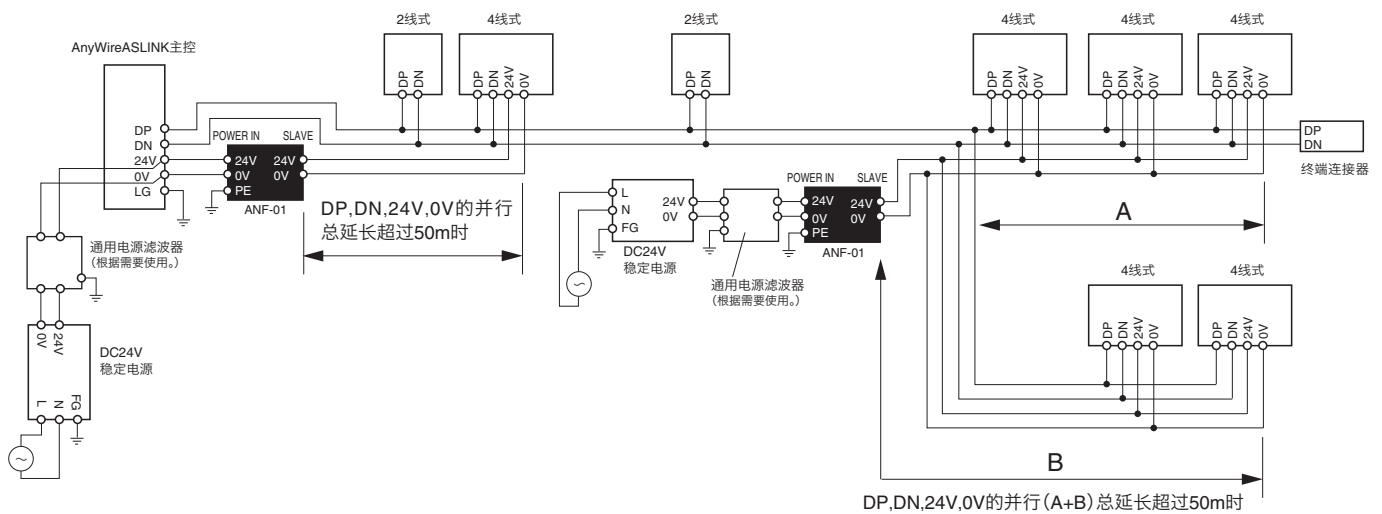 2线式
4线式
2线式
4线式
4线式
4线式
AnyWireASLINK主控
DP
DN
DP
DN
24V
0V
DP
DN
DP
DN
24V
0V
DP
DN
24V
0V
DP
DN
24V
0V
DP
DN
24V
0V
LG
POWER IN
SLAVE
24V
24V
0V
0V
PE
ANF-01
DP
DN
终端连接器
DP,DN,24V,0V的并行
总延长超过50m时
L
N
FG
24V
0V
DC24V
稳定电源
POWER IN
SLAVE
24V
24V
0V
0V
PE
ANF-01
通用电源滤波器
（根据需要使用。）
A
通用电源滤波器
（根据需要使用。）
0V
24V
DC24V
稳定电源
L
N
FG
4线式
4线式
DP
DN
24V
0V
DP
DN
24V
0V
B
DP,DN,24V,0V的并行（A+B）总延长超过50m时